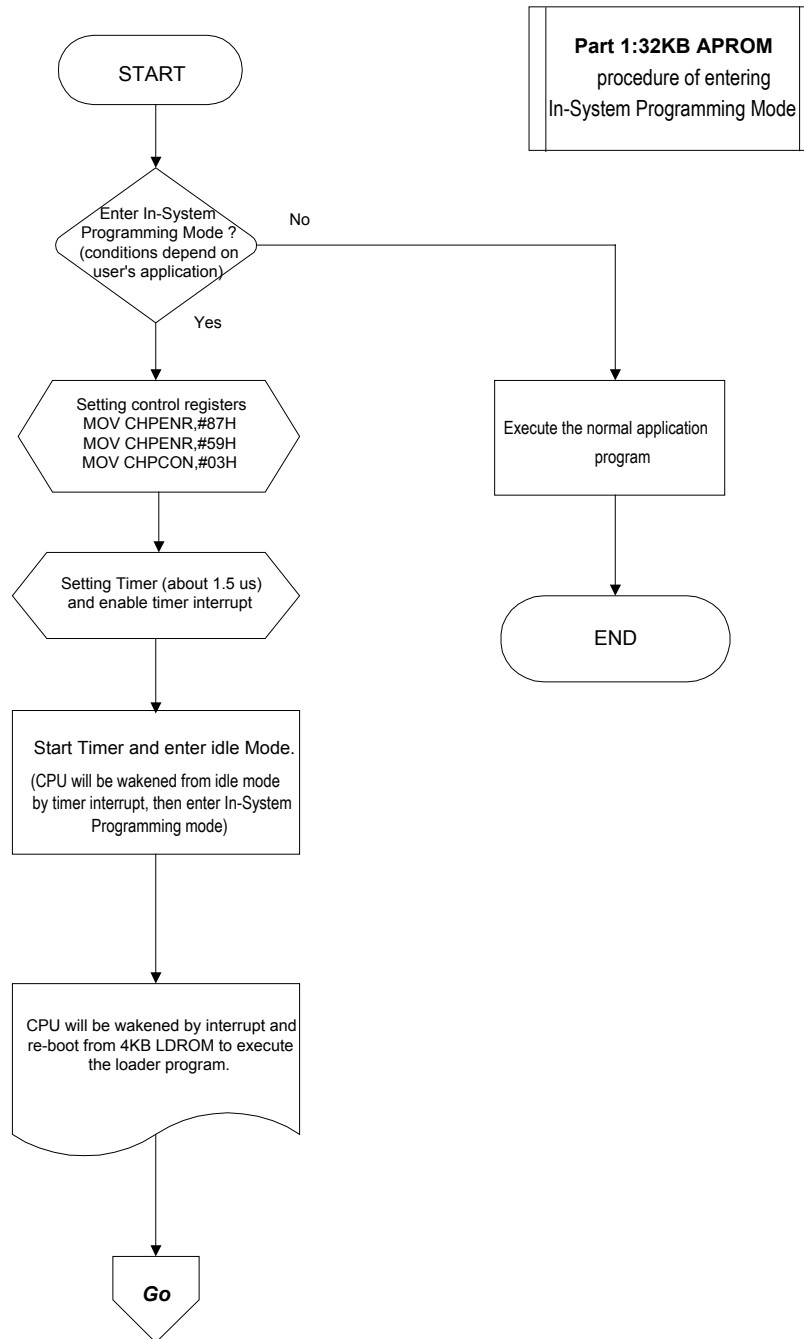 START
Part 1:32KB APROM
procedure of entering
In-System Programming Mode
Enter In-System
Programming Mode ?
(conditions depend on
user's application)
No
Yes
Setting control registers
MOV CHPENR,#87H
MOV CHPENR,#59H
MOV CHPCON,#03H
Execute the normal application
program
Setting Timer (about 1.5 us)
and enable timer interrupt
END
Start Timer and enter idle Mode.
(CPU will be wakened from idle mode
by timer interrupt, then enter In-System
Programming mode)
CPU will be wakened by interrupt and
re-boot from 4KB LDROM to execute
the loader program.
Go